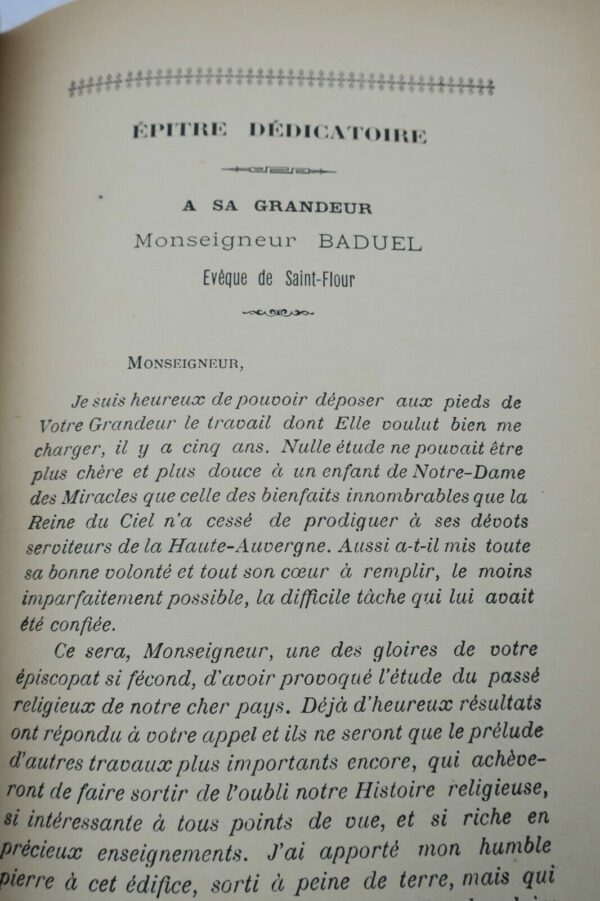 ÉPITRE DÉDICATOIRE
A SA GRANDEUR
Monseigneur BADUEL
Evêque de Saint-Flour
MONSEIGNEUR,
Je suis heureux de pouvoir déposer aux pieds de
Votre Grandeur le travail dont Elle voulut bien me
charger, il y a cinq ans. Nulle étude ne pouvait être
plus chère et plus douce à un enfant de Notre-Dame
des Miracles que celle des bienfaits innombrables que la
Reine du Ciel n'a cessé de prodiguer à ses dévots
serviteurs de la Haute-Auvergne. Aussi a-t-il mis toute
sa bonne volonté et tout son cœur à remplir, le moins
imparfaitement possible, la difficile tâche qui lui avait
été confiée.
Ce sera, Monseigneur, une des gloires de votre
épiscopat si fécond, d'avoir provoqué l'étude du passé
religieux de notre cher pays. Déjà d'heureux résultats
ont répondu à votre appel et ils ne seront que le prélude
d'autres travaux plus importants encore, qui achève-
ront de faire sortir de l'oubli notre Histoire religieuse,
si intéressante à tous points de vue, et si riche en
précieux enseignements. J'ai apporté mon humble
pierre à cet édifice, sorti à peine de terre, mais qui